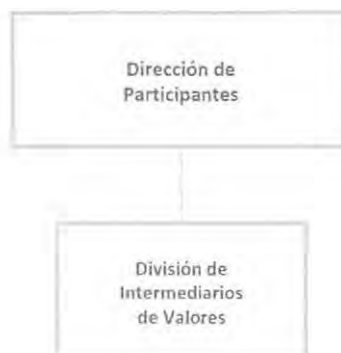 Dirección de
Participantes
División de
Intermediarios
de Valores